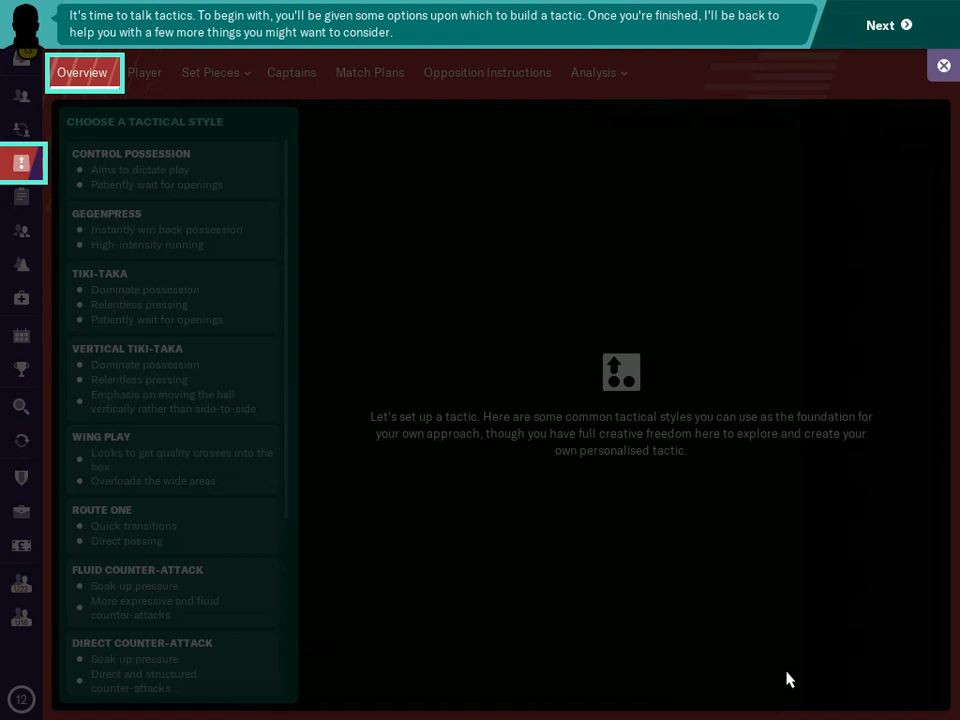 It's time to talk tactics. To begin with, you'll be given some options upon which to build a tactic. Once you're finished, I'll be back to
help you with a few more things you might want to consider.
Next
Overview
Player
Set Pieces
Captains
Match Plans
Opposition Instructions
Analysis
CHOOSE A TACTICAL STYLE
CONTROL POSSESSION
Aims to dictate play
Patiently wait for openings
GEGENPRESS
Instantly win back possession
High-intensity running
TIKI-TAKA
Dominate possession
Relentless pressing
Patiently wait for openings
VERTICAL TIKI-TAKA
Dominate possession
Relentless pressing
Emphasis on moving the ball
vertically rather than side-to-side
WING PLAY
Looks to get quality crosses into the
box
Overloads the wide areas
ROUTE ONE
Quick transitions
Direct passing
FLUID COUNTER-ATTACK
Soak up pressure
More expressive and fluid
counter-attacks
DIRECT COUNTER-ATTACK
Soak up pressure
Direct and structured
counter-attacks
Let's set up a tactic. Here are some common tactical styles you can use as the foundation for
your own approach, though you have full creative freedom here to explore and create your
own personalised tactic.
U23
U18
12